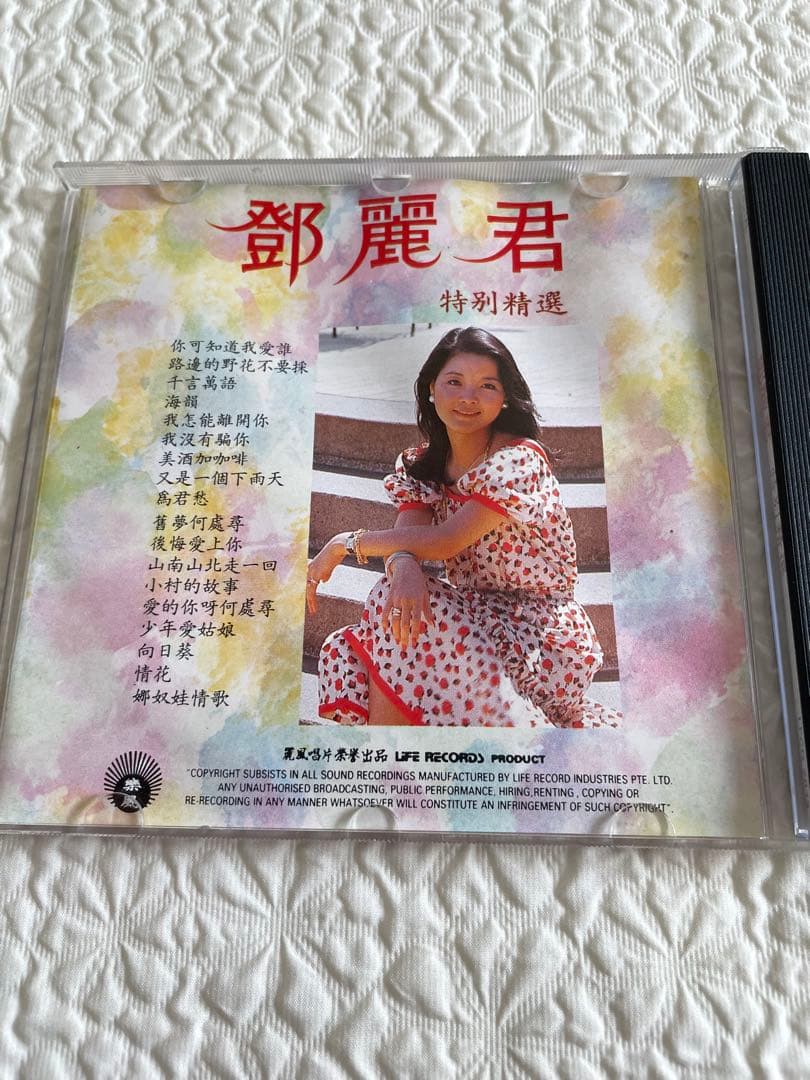 鄧麗君
特別精選
你可知道我愛誰
路邊的野花不要採
千言萬語
海韻
我怎能離開你
我沒有騙你
美酒加咖啡
又是一個下雨天
爲君愁
舊夢何處尋
後悔愛上你
山南山北走一回
小村的故事
愛的你呀何處尋
少年愛姑娘
向日葵
情花
娜奴娃情歌
麗風唱片榮譽出品 LIFE RECORDS PRODUCT
"COPYRIGHT SUBSISTS IN ALL SOUND RECORDINGS MANUFACTURED BY LIFE RECORD INDUSTRIES PTE. LTD.
ANY UNAUTHORISED BROADCASTING, PUBLIC PERFORMANCE, HIRING,RENTING, COPYING OR
RE-RECORDING IN ANY MANNER WHATSOEVER WILL CONSTITUTE AN INFRINGEMENT OF SUCH COPYRIGHT".